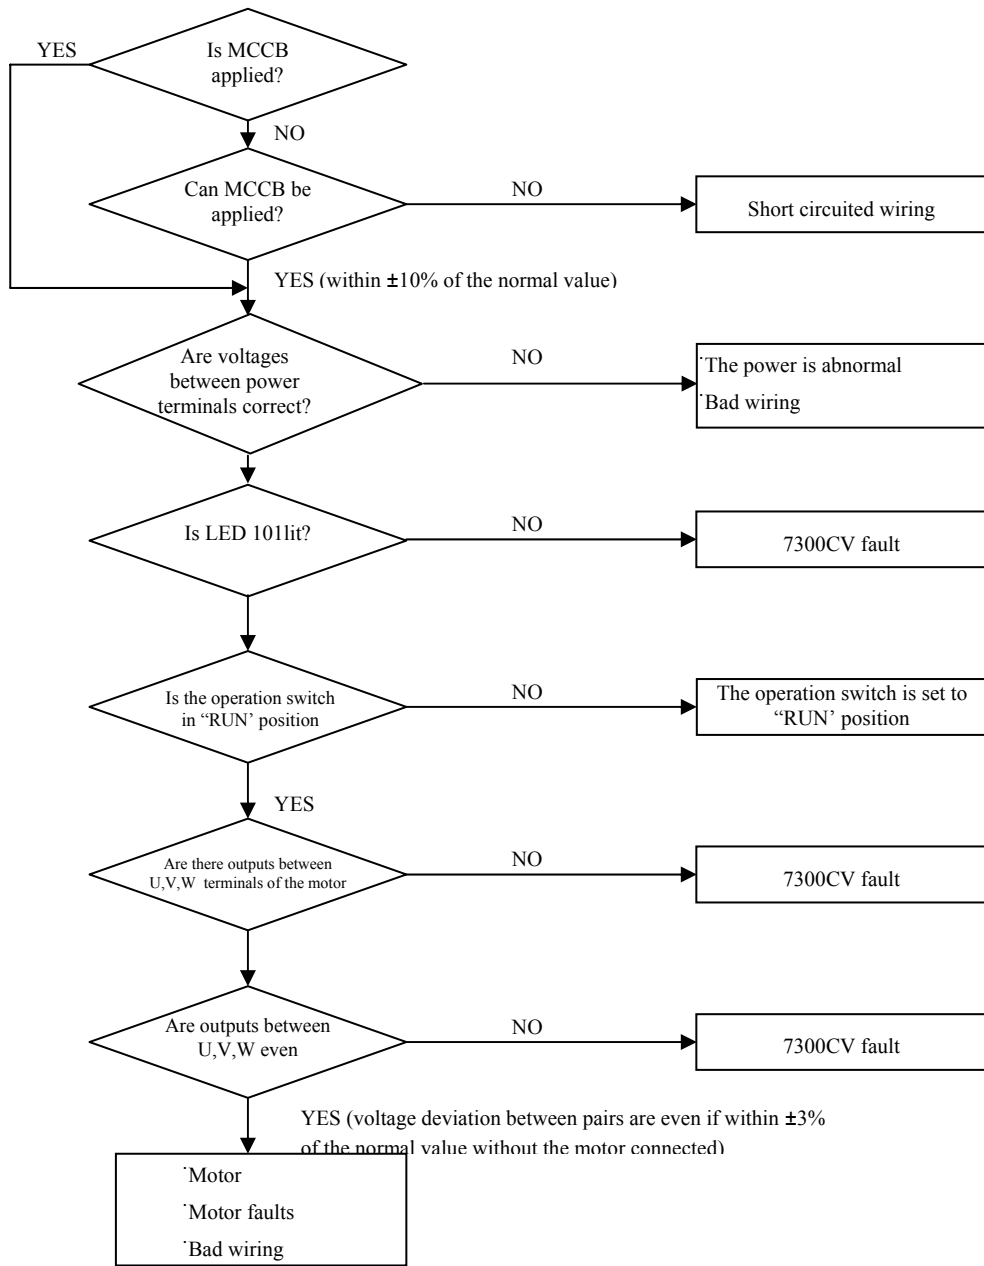 Is MCCB
applied?
YES
NO
Can MCCB be
applied?
NO
Short circuited wiring
YES (within ±10% of the normal value)
Are voltages
between power
terminals correct?
NO
˙The power is abnormal
˙Bad wiring
Is LED 101lit?
NO
7300CV fault
Is the operation switch
in “RUN’ position
NO
The operation switch is set to
“RUN’ position
YES
Are there outputs between
U,V,W terminals of the motor
NO
7300CV fault
Are outputs between
U,V,W even
NO
7300CV fault
YES (voltage deviation between pairs are even if within ±3%
of the normal value without the motor connected)
˙Motor
˙Motor faults
˙Bad wiring